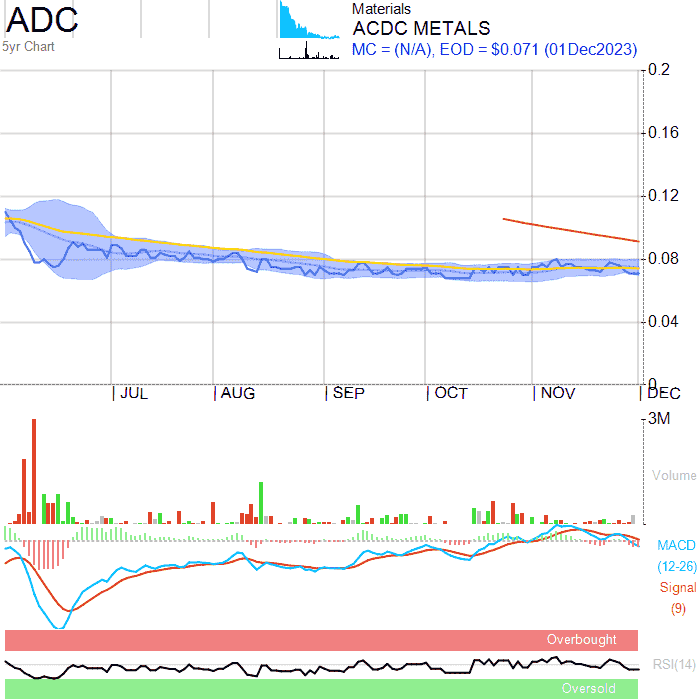 ADC
5yr Chart
Materials
ACDC METALS
MC = (N/A), EOD = $0.071 (01Dec2023)
0.2
0.16
0.12
0.08
0.04
0
JUL AUG SEP OCT NOV DEC
3M
Volume
MACD
(12-26)
Signal
(9)
Overbought
RSI(14)
Oversold